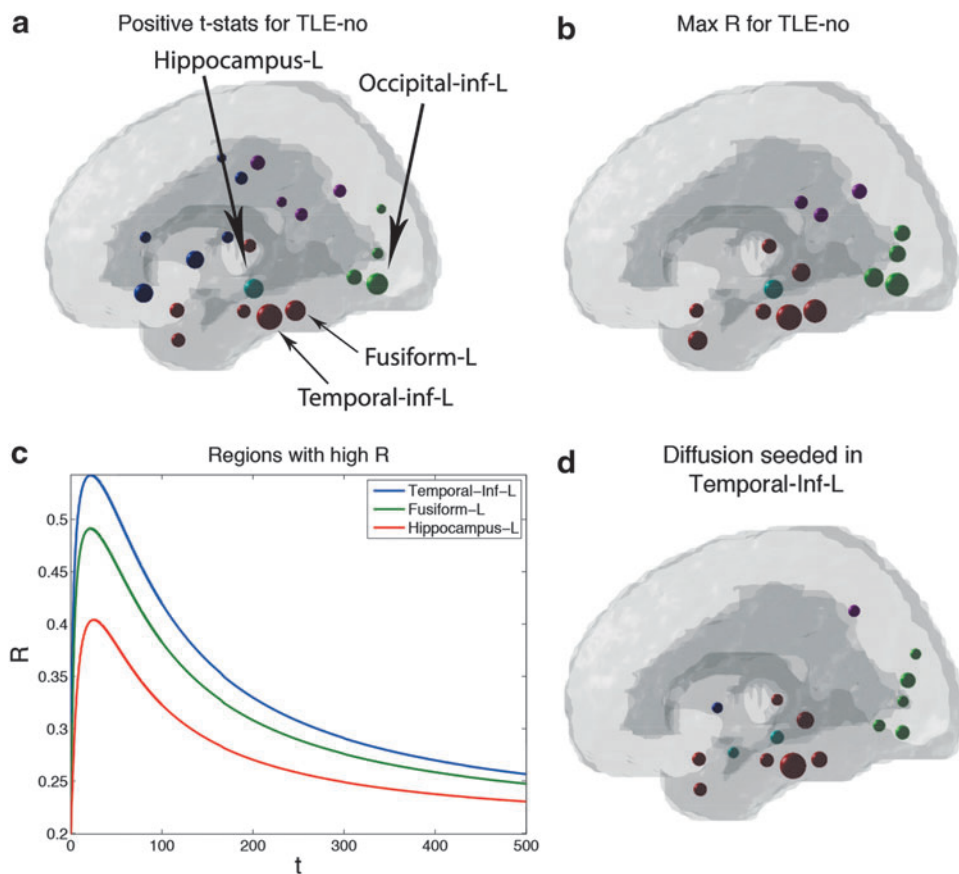 a
Positive t-stats for TLE-no
Hippocampus-L
Occipital-inf-L
Fusiform-L
Temporal-inf-L
b
Max R for TLE-no
c
Regions with high R
Temporal-Inf-L
Fusiform-L
Hippocampus-L
R
0.5
0.45
0.4
0.35
0.3
0.25
0.2
0 100 200 300 400 500
t
d
Diffusion seeded in
Temporal-Inf-L